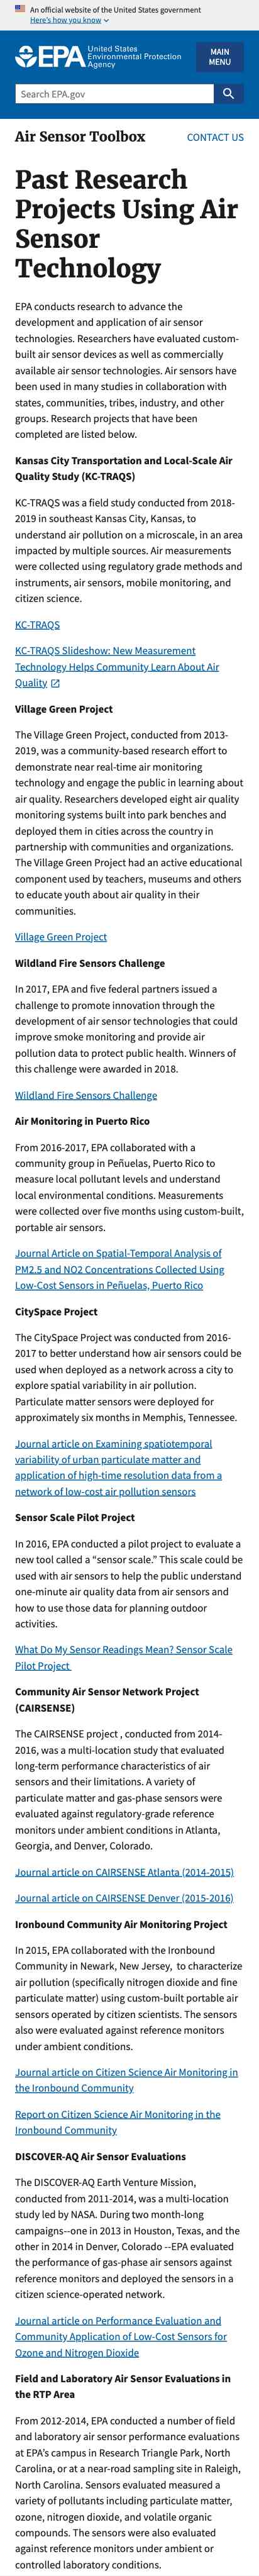 An official website of the United States government
Here's how you know
EPA
United States
Environmental Protection
Agency
MAIN
MENU
Search EPA.gov
Air Sensor Toolbox
CONTACT US
Past Research
Projects Using Air
Sensor
Technology
EPA conducts research to advance the
development and application of air sensor
technologies. Researchers have evaluated custom-
built air sensor devices as well as commercially
available air sensor technologies. Air sensors have
been used in many studies in collaboration with
states, communities, tribes, industry, and other
groups. Research projects that have been
completed are listed below.
Kansas City Transportation and Local-Scale Air
Quality Study (KC-TRAQS)
KC-TRAQS was a field study conducted from 2018-
2019 in southeast Kansas City, Kansas, to
understand air pollution on a microscale, in an area
impacted by multiple sources. Air measurements
were collected using regulatory grade methods and
instruments, air sensors, mobile monitoring, and
citizen science.
KC-TRAQS
KC-TRAQS Slideshow: New Measurement
Technology Helps Community Learn About Air
Quality
Village Green Project
The Village Green Project, conducted from 2013-
2019, was a community-based research effort to
demonstrate near real-time air monitoring
technology and engage the public in learning about
air quality. Researchers developed eight air quality
monitoring systems built into park benches and
deployed them in cities across the country in
partnership with communities and organizations.
The Village Green Project had an active educational
component used by teachers, museums and others
to educate youth about air quality in their
communities.
Village Green Project
Wildland Fire Sensors Challenge
In 2017, EPA and five federal partners issued a
challenge to promote innovation through the
development of air sensor technologies that could
improve smoke monitoring and provide air
pollution data to protect public health. Winners of
this challenge were awarded in 2018.
Wildland Fire Sensors Challenge
Air Monitoring in Puerto Rico
From 2016-2017, EPA collaborated with a
community group in Peñuelas, Puerto Rico to
measure local pollutant levels and understand
local environmental conditions. Measurements
were collected over five months using custom-built,
portable air sensors.
Journal Article on Spatial-Temporal Analysis of
PM2.5 and NO2 Concentrations Collected Using
Low-Cost Sensors in Peñuelas, Puerto Rico
CitySpace Project
The CitySpace Project was conducted from 2016-
2017 to better understand how air sensors could be
used when deployed as a network across a city to
explore spatial variability in air pollution.
Particulate matter sensors were deployed for
approximately six months in Memphis, Tennessee.
Journal article on Examining spatiotemporal
variability of urban particulate matter and
application of high-time resolution data from a
network of low-cost air pollution sensors
Sensor Scale Pilot Project
In 2016, EPA conducted a pilot project to evaluate a
new tool called a “sensor scale.” This scale could be
used with air sensors to help the public understand
one-minute air quality data from air sensors and
how to use those data for planning outdoor
activities.
What Do My Sensor Readings Mean? Sensor Scale
Pilot Project
Community Air Sensor Network Project
(CAIRSENSE)
The CAIRSENSE project , conducted from 2014-
2016, was a multi-location study that evaluated
long-term performance characteristics of air
sensors and their limitations. A variety of
particulate matter and gas-phase sensors were
evaluated against regulatory-grade reference
monitors under ambient conditions in Atlanta,
Georgia, and Denver, Colorado.
Journal article on CAIRSENSE Atlanta (2014-2015)
Journal article on CAIRSENSE Denver (2015-2016)
Ironbound Community Air Monitoring Project
In 2015, EPA collaborated with the Ironbound
Community in Newark, New Jersey, to characterize
air pollution (specifically nitrogen dioxide and fine
particulate matter) using custom-built portable air
sensors operated by citizen scientists. The sensors
also were evaluated against reference monitors
under ambient conditions.
Journal article on Citizen Science Air Monitoring in
the Ironbound Community
Report on Citizen Science Air Monitoring in the
Ironbound Community
DISCOVER-AQ Air Sensor Evaluations
The DISCOVER-AQ Earth Venture Mission,
conducted from 2011-2014, was a multi-location
study led by NASA. During two month-long
campaigns--one in 2013 in Houston, Texas, and the
other in 2014 in Denver, Colorado --EPA evaluated
the performance of gas-phase air sensors against
reference monitors and deployed the sensors in a
citizen science-operated network.
Journal article on Performance Evaluation and
Community Application of Low-Cost Sensors for
Ozone and Nitrogen Dioxide
Field and Laboratory Air Sensor Evaluations in
the RTP Area
From 2012-2014, EPA conducted a number of field
and laboratory air sensor performance evaluations
at EPA's campus in Research Triangle Park, North
Carolina, or at a near-road sampling site in Raleigh,
North Carolina. Sensors evaluated measured a
variety of pollutants including particulate matter,
ozone, nitrogen dioxide, and volatile organic
compounds. The sensors were also evaluated
against reference monitors under ambient or
controlled laboratory conditions.